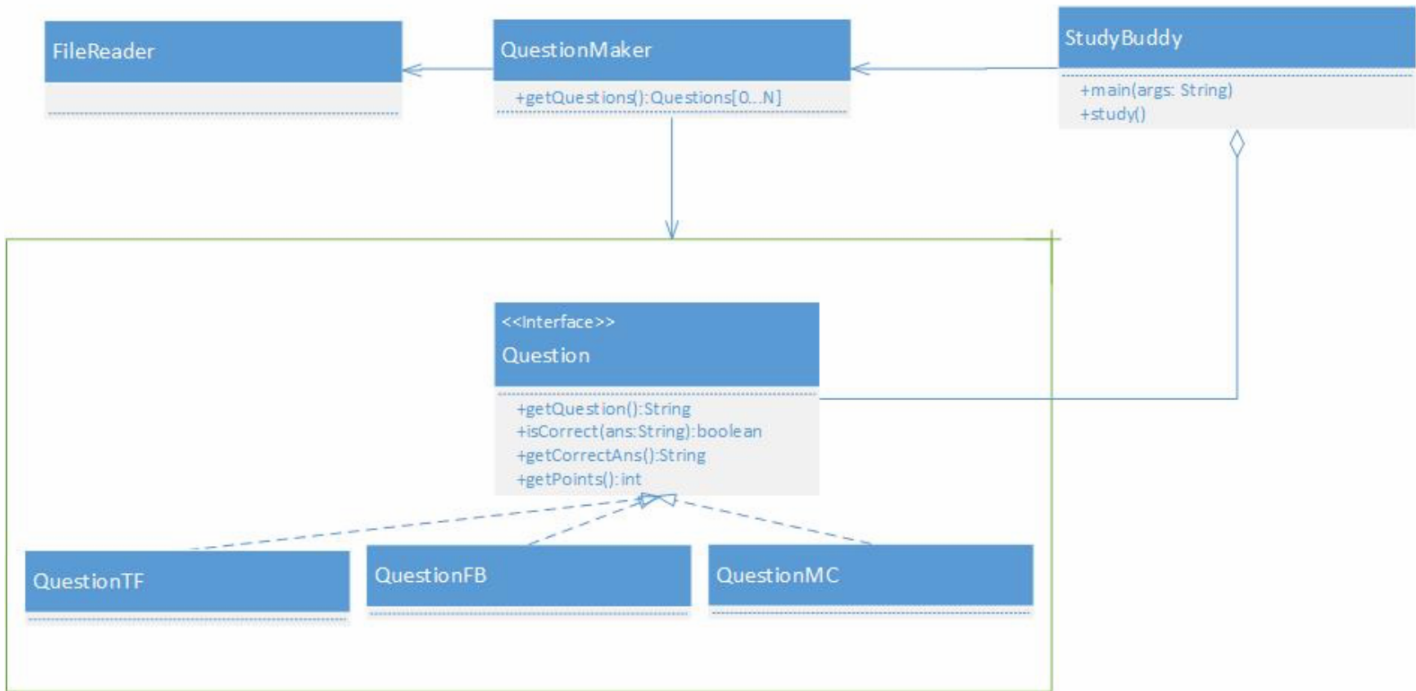 FileReader
QuestionMaker
+getQuestions():Questions[0...N]
StudyBuddy
+main(args: String)
+study()
<<Interface>>
Question
+getQuestion():String
+isCorrect(ans:String):boolean
+getCorrectAns():String
+getPoints():int
QuestionTF
QuestionFB
QuestionMC